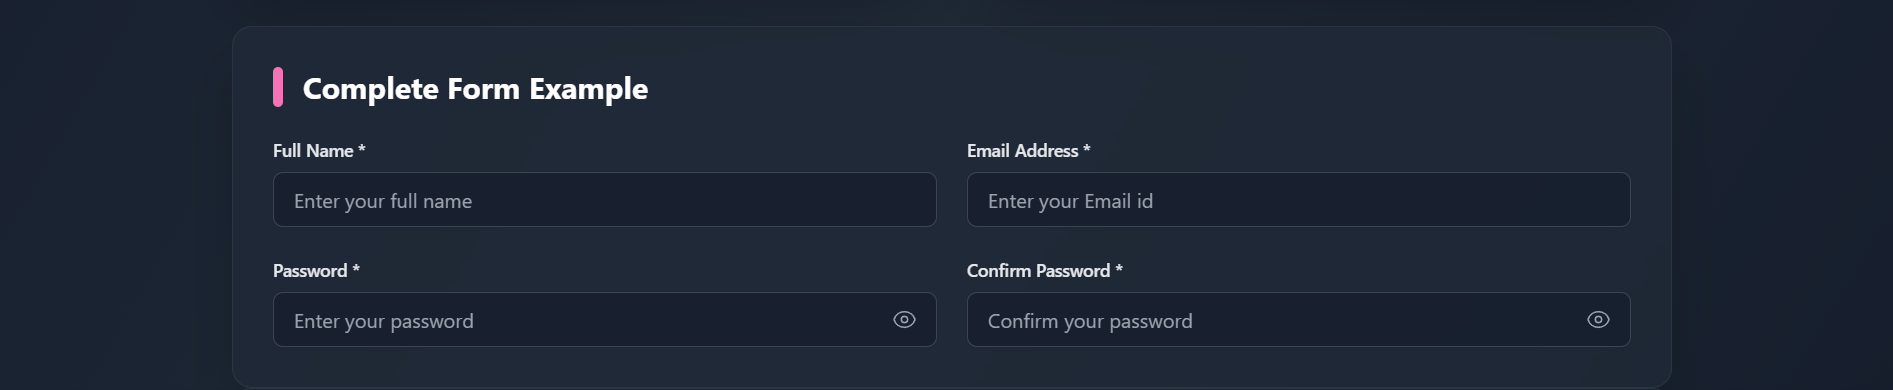 Complete Form Example
Full Name *
Email Address *
Enter your full name
Enter your Email id
Password *
Confirm Password *
Enter your password
Confirm your password